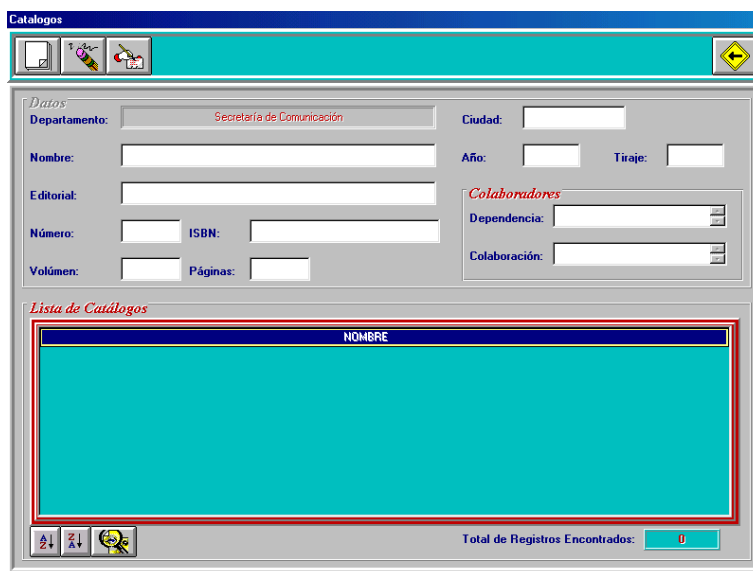 Catalogos
Datos
Departamento: Secretaría de Comunicación Ciudad:
Nombre: Año: Tiraje:
Editorial:
Colaboradores
Dependencia:
Número: ISBN:
Colaboración:
Volúmen: Páginas:
Lista de Catálogos
NOMBRE
A Z Z A
Total de Registros Encontrados: 0